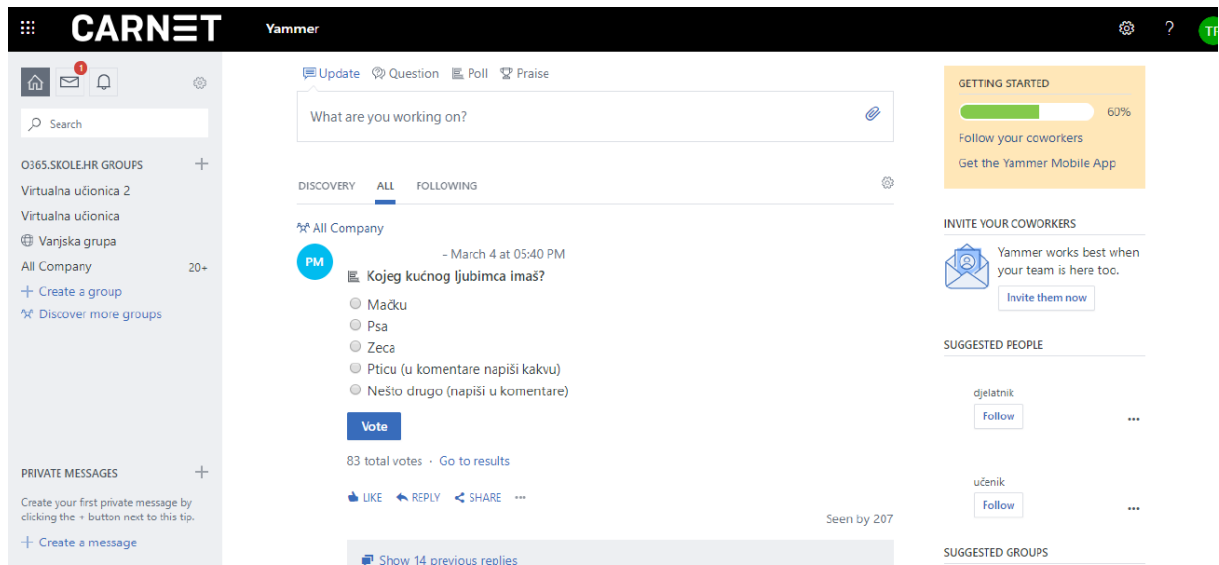 CARNET
Yammer
?
TP
1
Search
O365.SKOLE.HR GROUPS
Virtualna učionica 2
Virtualna učionica
Vanjska grupa
All Company 20+
+ Create a group
Discover more groups
PRIVATE MESSAGES
Create your first private message by
clicking the + button next to this tip.
+ Create a message
Update Question Poll Praise
What are you working on?
DISCOVERY ALL FOLLOWING
All Company
PM
– March 4 at 05:40 PM
Kojeg kućnog ljubimca imaš?
Mačku
Psa
Zeca
Pticu (u komentare napiši kakvu)
Nešto drugo (napiši u komentare)
Vote
83 total votes · Go to results
LIKE REPLY SHARE •••
Seen by 207
Show 14 previous replies
GETTING STARTED
60%
Follow your coworkers
Get the Yammer Mobile App
INVITE YOUR COWORKERS
Yammer works best when
your team is here too.
Invite them now
SUGGESTED PEOPLE
djelatnik
Follow
•••
učenik
Follow
•••
SUGGESTED GROUPS